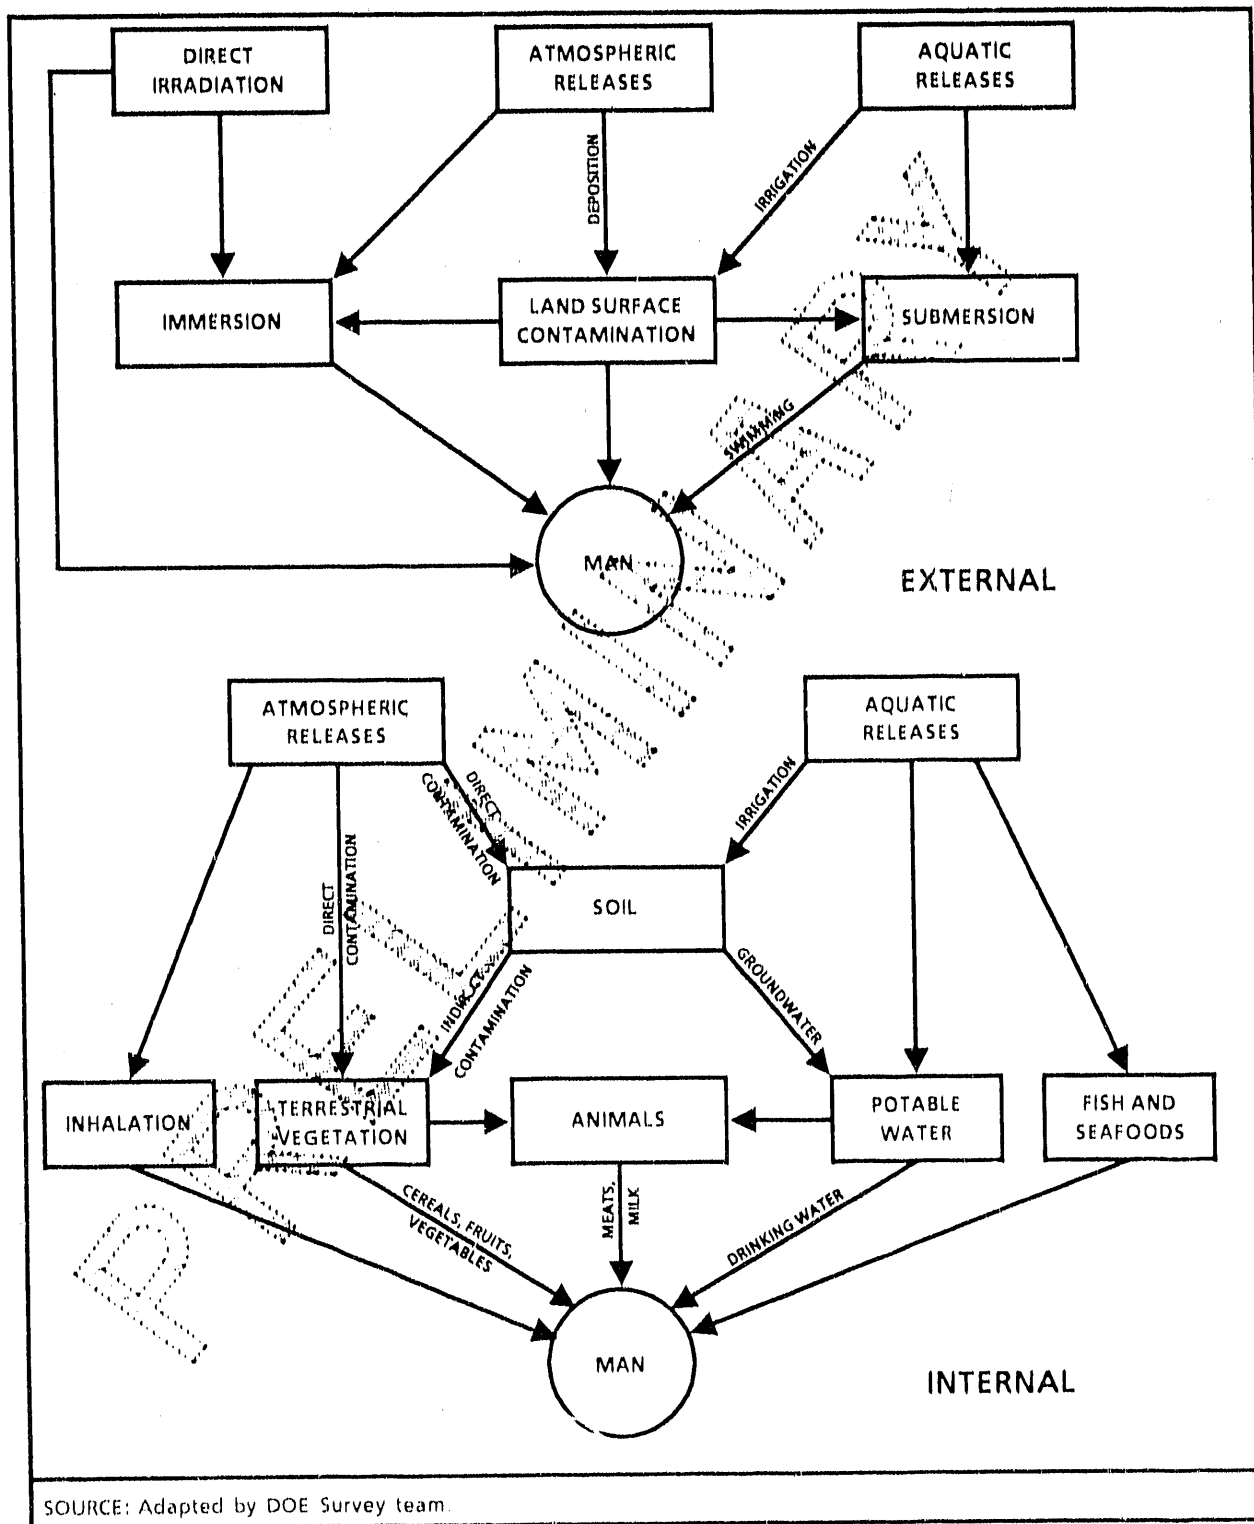 DIRECT
IRRADIATION
ATMOSPHERIC
RELEASES
AQUATIC
RELEASES
DEPOSITION
IRRIGATION
IMMERSION
LAND SURFACE
CONTAMINATION
SUBMERSION
SWIMMING
MAN
EXTERNAL
ATMOSPHERIC
RELEASES
AQUATIC
RELEASES
DIRECT
CONTAMINATION
DIRECT
CONTAMINATION
IRRIGATION
SOIL
INDIRECT
CONTAMINATION
GROUNDWATER
INHALATION
TERRESTRIAL
VEGETATION
ANIMALS
POTABLE
WATER
FISH AND
SEAFOODS
CEREALS, FRUITS,
VEGETABLES
MEATS,
MILK
DRINKING WATER
MAN
INTERNAL
PRELIMINARY
SOURCE: Adapted by DOE Survey team.